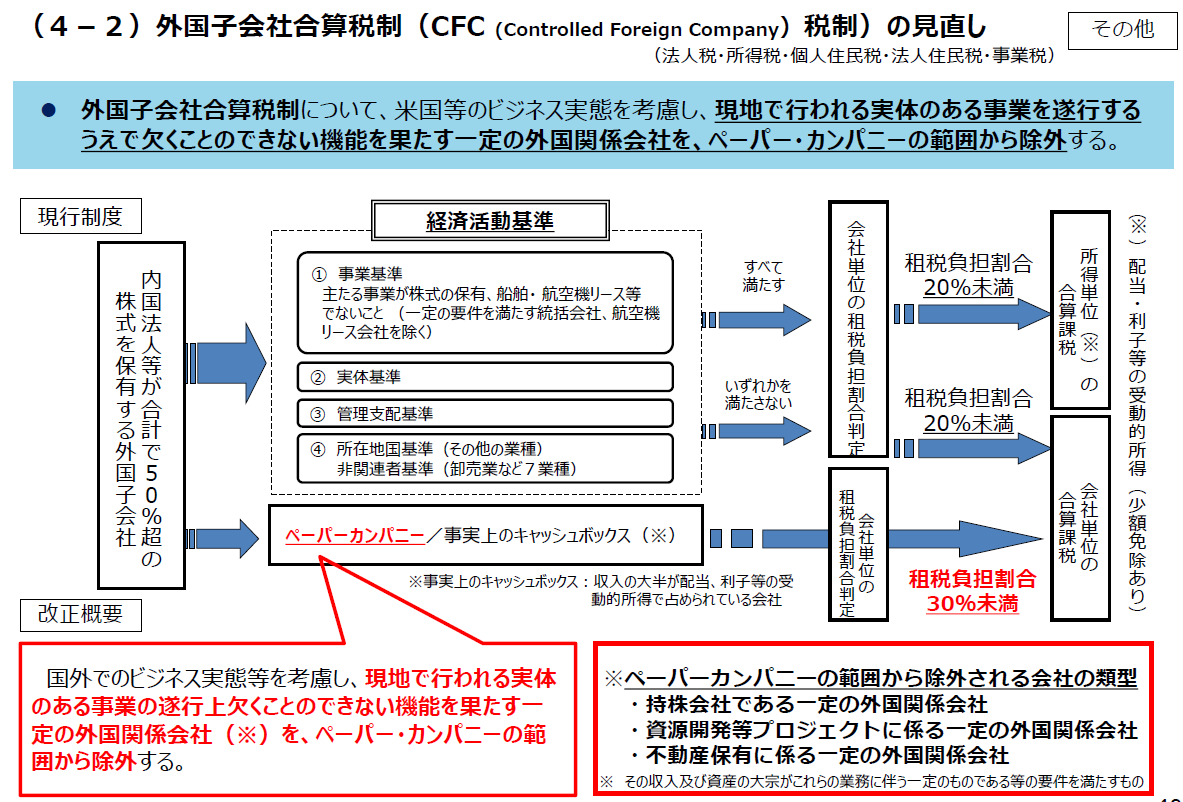 （４－２）外国子会社合算税制（CFC (Controlled Foreign Company) 税制）の見直し
その他
（法人税・所得税・個人住民税・法人住民税・事業税）
● 外国子会社合算税制について、米国等のビジネス実態を考慮し、現地で行われる実体のある事業を遂行する
うえで欠くことのできない機能を果たす一定の外国関係会社を、ペーパー・カンパニーの範囲から除外する。
現行制度
内国法人等が合計で５０％超の
株式を保有する外国子会社
経済活動基準
① 事業基準
主たる事業が株式の保有、船舶・航空機リース等
でないこと （一定の要件を満たす統括会社、航空機
リース会社を除く）
② 実体基準
③ 管理支配基準
④ 所在地国基準（その他の業種）
非関連者基準（卸売業など７業種）
すべて
満たす
いずれかを
満たさない
会社単位の租税負担割合判定
租税負担割合
20％未満
租税負担割合
20％未満
所得単位（※）の
合算課税
（※）配当・利子等の受動的所得（少額免除あり）
ペーパーカンパニー／事実上のキャッシュボックス（※）
※事実上のキャッシュボックス：収入の大半が配当、利子等の受
動的所得で占められている会社
会社単位の
租税負担割合判定
租税負担割合
30％未満
会社単位の
合算課税
改正概要
国外でのビジネス実態等を考慮し、現地で行われる実体
のある事業の遂行上欠くことのできない機能を果たす一
定の外国関係会社（※）を、ペーパー・カンパニーの範
囲から除外する。
※ペーパーカンパニーの範囲から除外される会社の類型
・持株会社である一定の外国関係会社
・資源開発等プロジェクトに係る一定の外国関係会社
・不動産保有に係る一定の外国関係会社
※ その収入及び資産の大宗がこれらの業務に伴う一定のものである等の要件を満たすもの